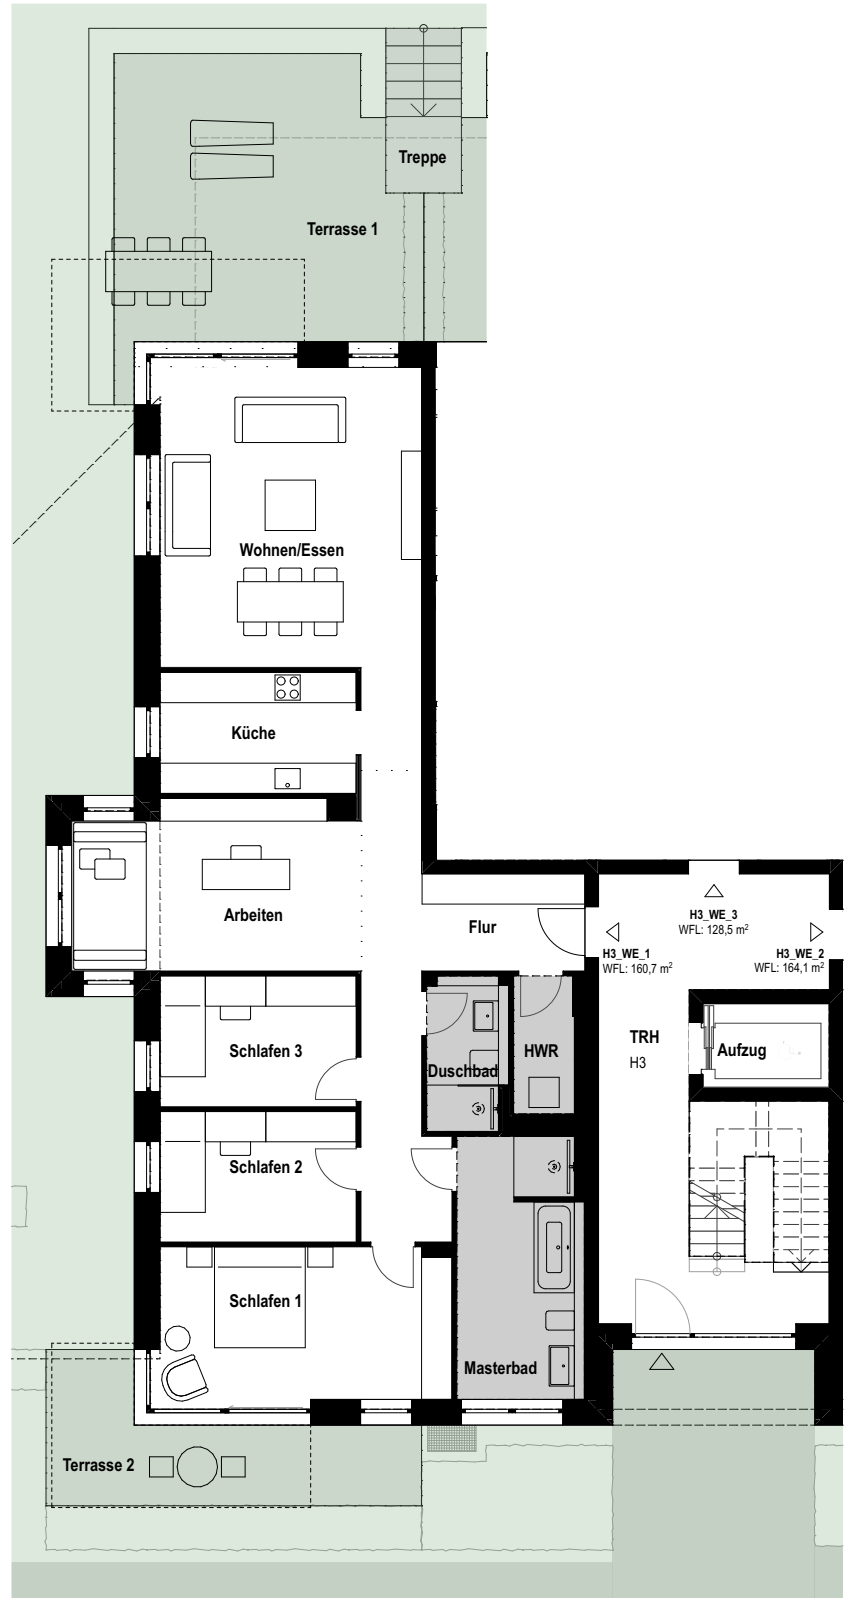 Treppe
Terrasse 1
Wohnen/Essen
Küche
Arbeiten
Flur
H3_WE_3
WFL: 128,5 m²
H3_WE_1
WFL: 160,7 m²
H3_WE_2
WFL: 164,1 m²
Schlafen 3
Duschbad
HWR
TRH
H3
Aufzug
Schlafen 2
Schlafen 1
Masterbad
Terrasse 2